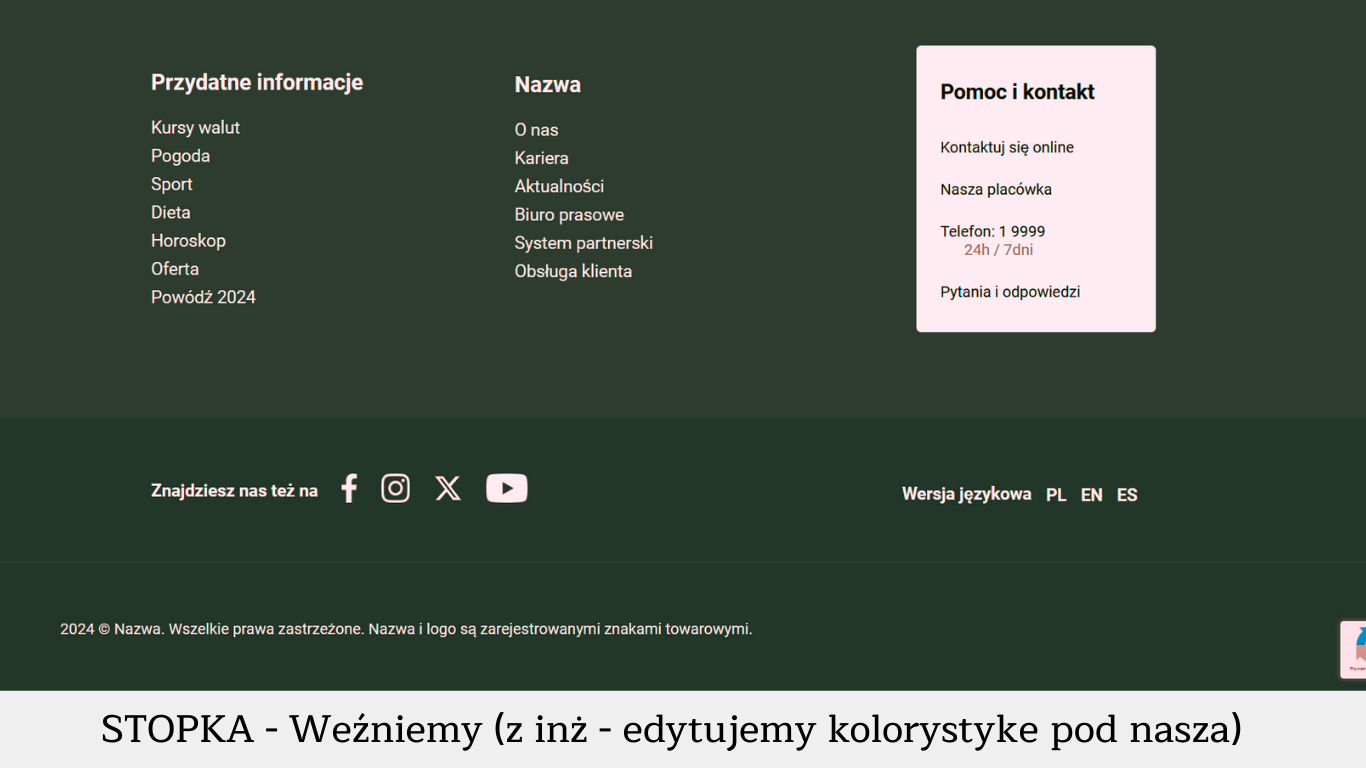 Przydatne informacje
Kursy walut
Pogoda
Sport
Dieta
Horoskop
Oferta
Powódź 2024
Nazwa
O nas
Kariera
Aktualności
Biuro prasowe
System partnerski
Obsługa klienta
Pomoc i kontakt
Kontaktuj się online
Nasza placówka
Telefon: 1 9999
24h / 7dni
Pytania i odpowiedzi
Znajdziesz nas też na
Wersja językowa PL EN ES
2024 © Nazwa. Wszelkie prawa zastrzeżone. Nazwa i logo są zarejestrowanymi znakami towarowymi.
STOPKA - Weźniemy (z inż - edytujemy kolorystyke pod nasza)